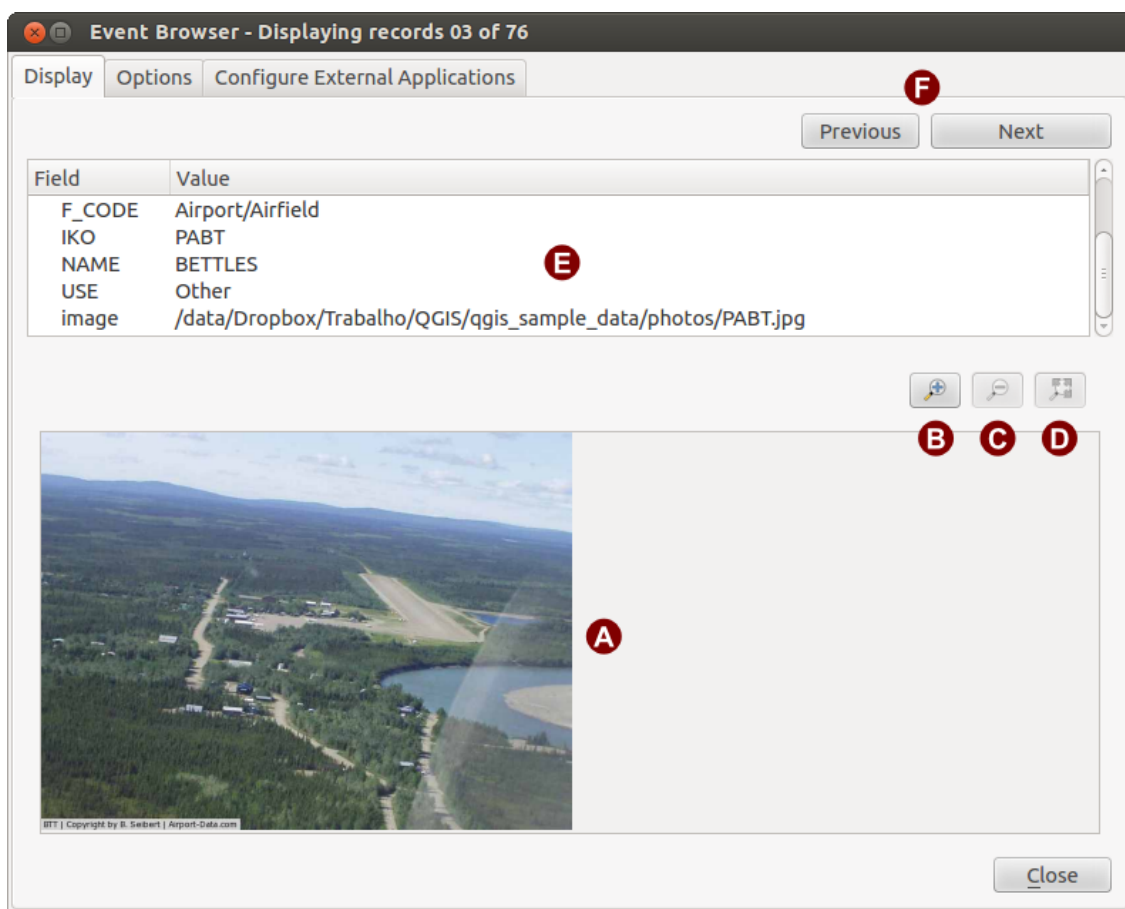 Event Browser - Displaying records 03 of 76
Display Options Configure External Applications
F
Previous Next
Field Value
F_CODE Airport/Airfield
IKO PABT
NAME BETTLES
E
USE Other
image /data/Dropbox/Trabalho/QGIS/qgis_sample_data/photos/PABT.jpg
B C D
A
BTT | Copyright by B. Seibert | Airport-Data.com
Close